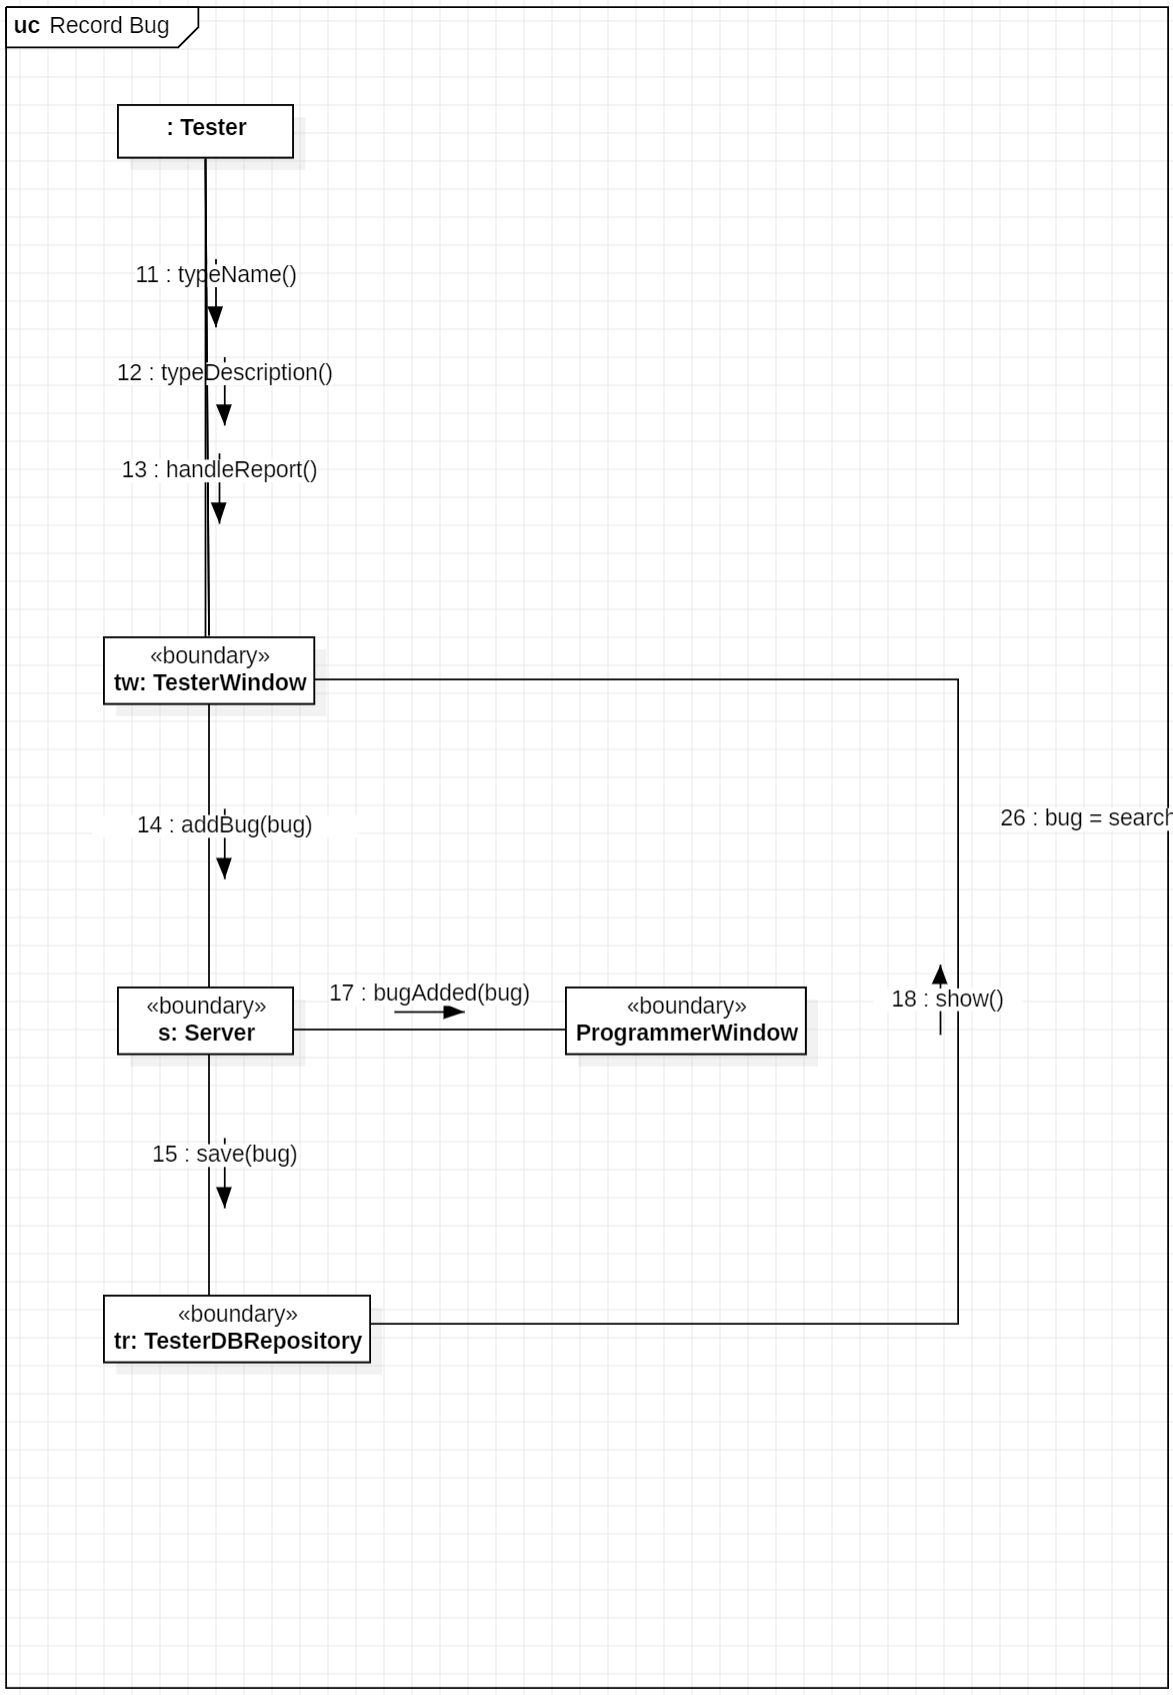 uc Record Bug
: Tester
11 : typeName()
12 : typeDescription()
13 : handleReport()
«boundary»
tw: TesterWindow
14 : addBug(bug)
26 : bug = search
«boundary»
s: Server
17 : bugAdded(bug)
«boundary»
ProgrammerWindow
18 : show()
15 : save(bug)
«boundary»
tr: TesterDBRepository